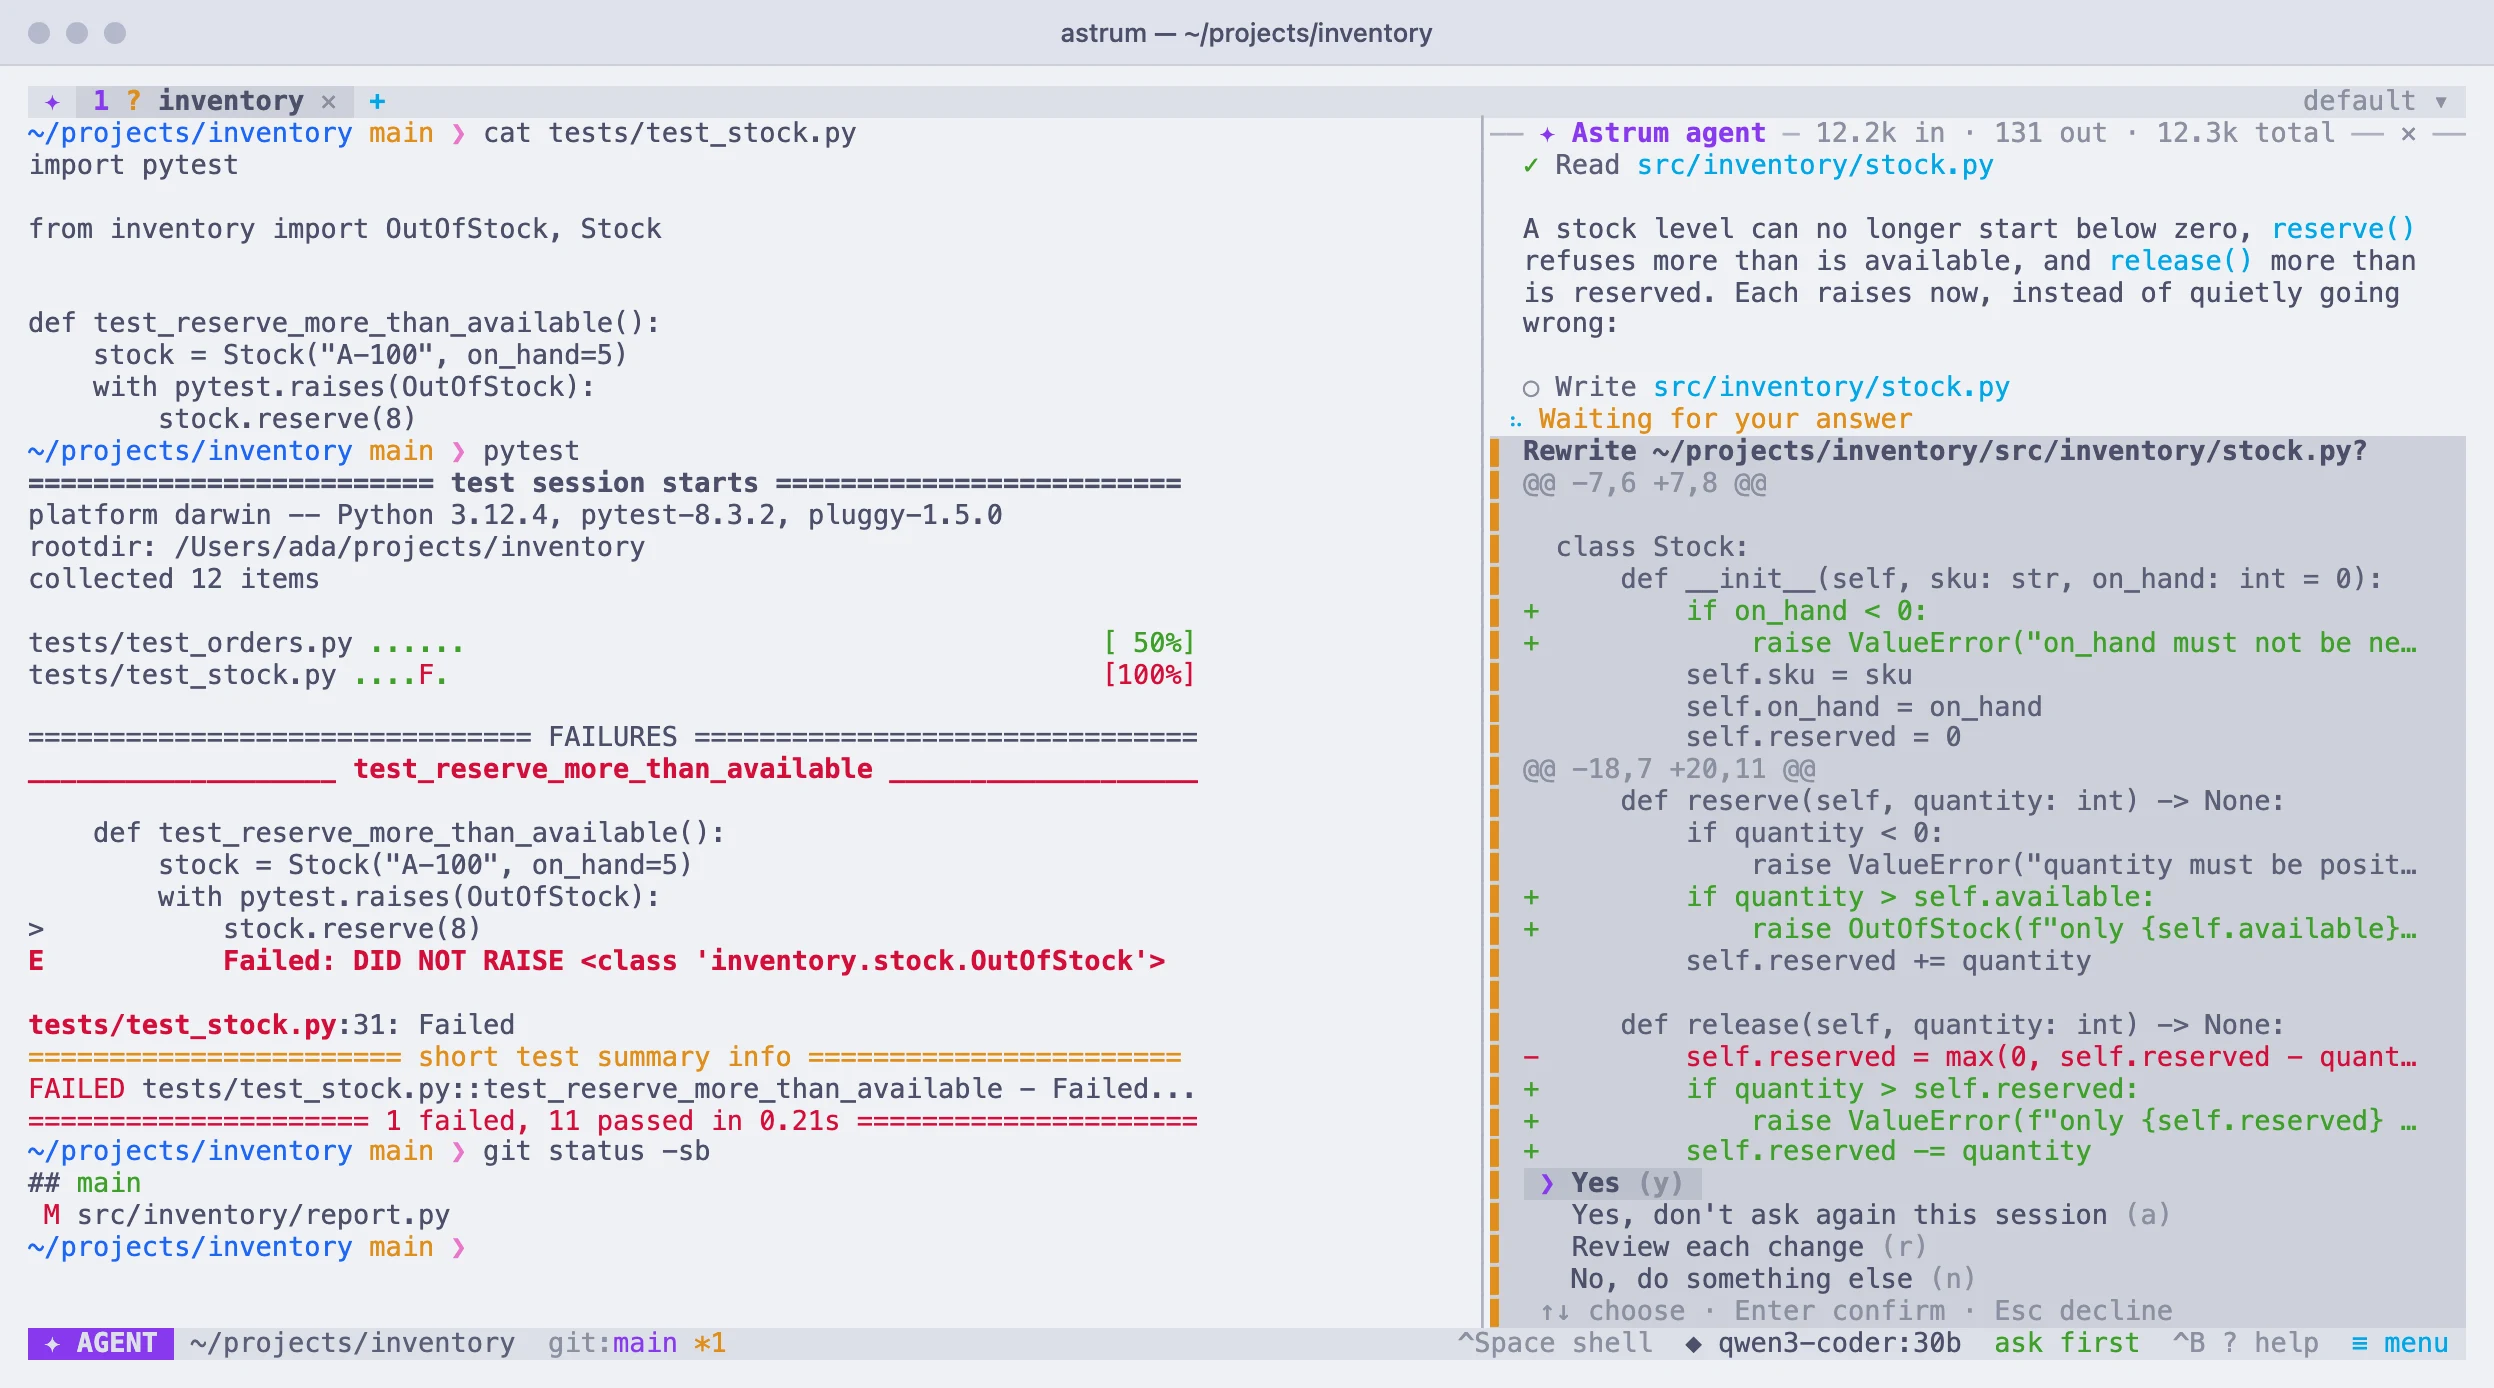 astrum — ~/projects/inventory
✦ 1 ? inventory × +
default ▾
~/projects/inventory main ❯ cat tests/test_stock.py
import pytest
from inventory import OutOfStock, Stock
def test_reserve_more_than_available():
    stock = Stock("A-100", on_hand=5)
    with pytest.raises(OutOfStock):
        stock.reserve(8)
~/projects/inventory main ❯ pytest
========================= test session starts =========================
platform darwin -- Python 3.12.4, pytest-8.3.2, pluggy-1.5.0
rootdir: /Users/ada/projects/inventory
collected 12 items
tests/test_orders.py ...... [ 50%]
tests/test_stock.py ....F. [100%]
=============================== FAILURES ===============================
___________________ test_reserve_more_than_available ___________________
    def test_reserve_more_than_available():
        stock = Stock("A-100", on_hand=5)
        with pytest.raises(OutOfStock):
>           stock.reserve(8)
E           Failed: DID NOT RAISE <class 'inventory.stock.OutOfStock'>
tests/test_stock.py:31: Failed
======================= short test summary info =======================
FAILED tests/test_stock.py::test_reserve_more_than_available - Failed...
===================== 1 failed, 11 passed in 0.21s =====================
~/projects/inventory main ❯ git status -sb
## main
 M src/inventory/report.py
~/projects/inventory main ❯
── ✦ Astrum agent — 12.2k in · 131 out · 12.3k total ── × ──
✓ Read src/inventory/stock.py
A stock level can no longer start below zero, reserve()
refuses more than is available, and release() more than
is reserved. Each raises now, instead of quietly going
wrong:
○ Write src/inventory/stock.py
Waiting for your answer
Rewrite ~/projects/inventory/src/inventory/stock.py?
@@ -7,6 +7,8 @@
  class Stock:
      def __init__(self, sku: str, on_hand: int = 0):
+         if on_hand < 0:
+             raise ValueError("on_hand must not be ne…
          self.sku = sku
          self.on_hand = on_hand
          self.reserved = 0
@@ -18,7 +20,11 @@
      def reserve(self, quantity: int) -> None:
          if quantity < 0:
              raise ValueError("quantity must be posit…
+         if quantity > self.available:
+             raise OutOfStock(f"only {self.available}…
          self.reserved += quantity
      def release(self, quantity: int) -> None:
-         self.reserved = max(0, self.reserved - quant…
+         if quantity > self.reserved:
+             raise ValueError(f"only {self.reserved} …
+         self.reserved -= quantity
❯ Yes (y)
Yes, don't ask again this session (a)
Review each change (r)
No, do something else (n)
↑↓ choose · Enter confirm · Esc decline
✦ AGENT ~/projects/inventory git:main *1
^Space shell ◆ qwen3-coder:30b ask first ^B ? help ≡ menu